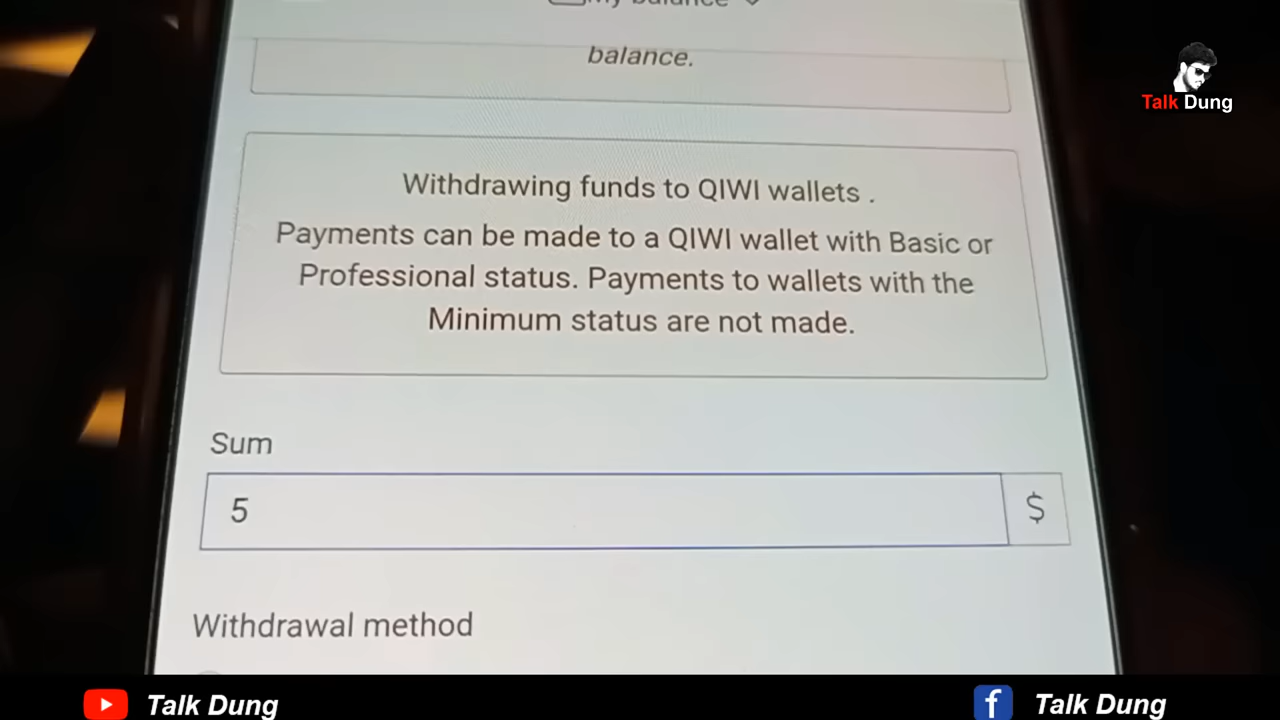 My balance
balance.
Talk Dung
Withdrawing funds to QIWI wallets .
Payments can be made to a QIWI wallet with Basic or
Professional status. Payments to wallets with the
Minimum status are not made.
Sum
5
$
Withdrawal method
Talk Dung
f
Talk Dung